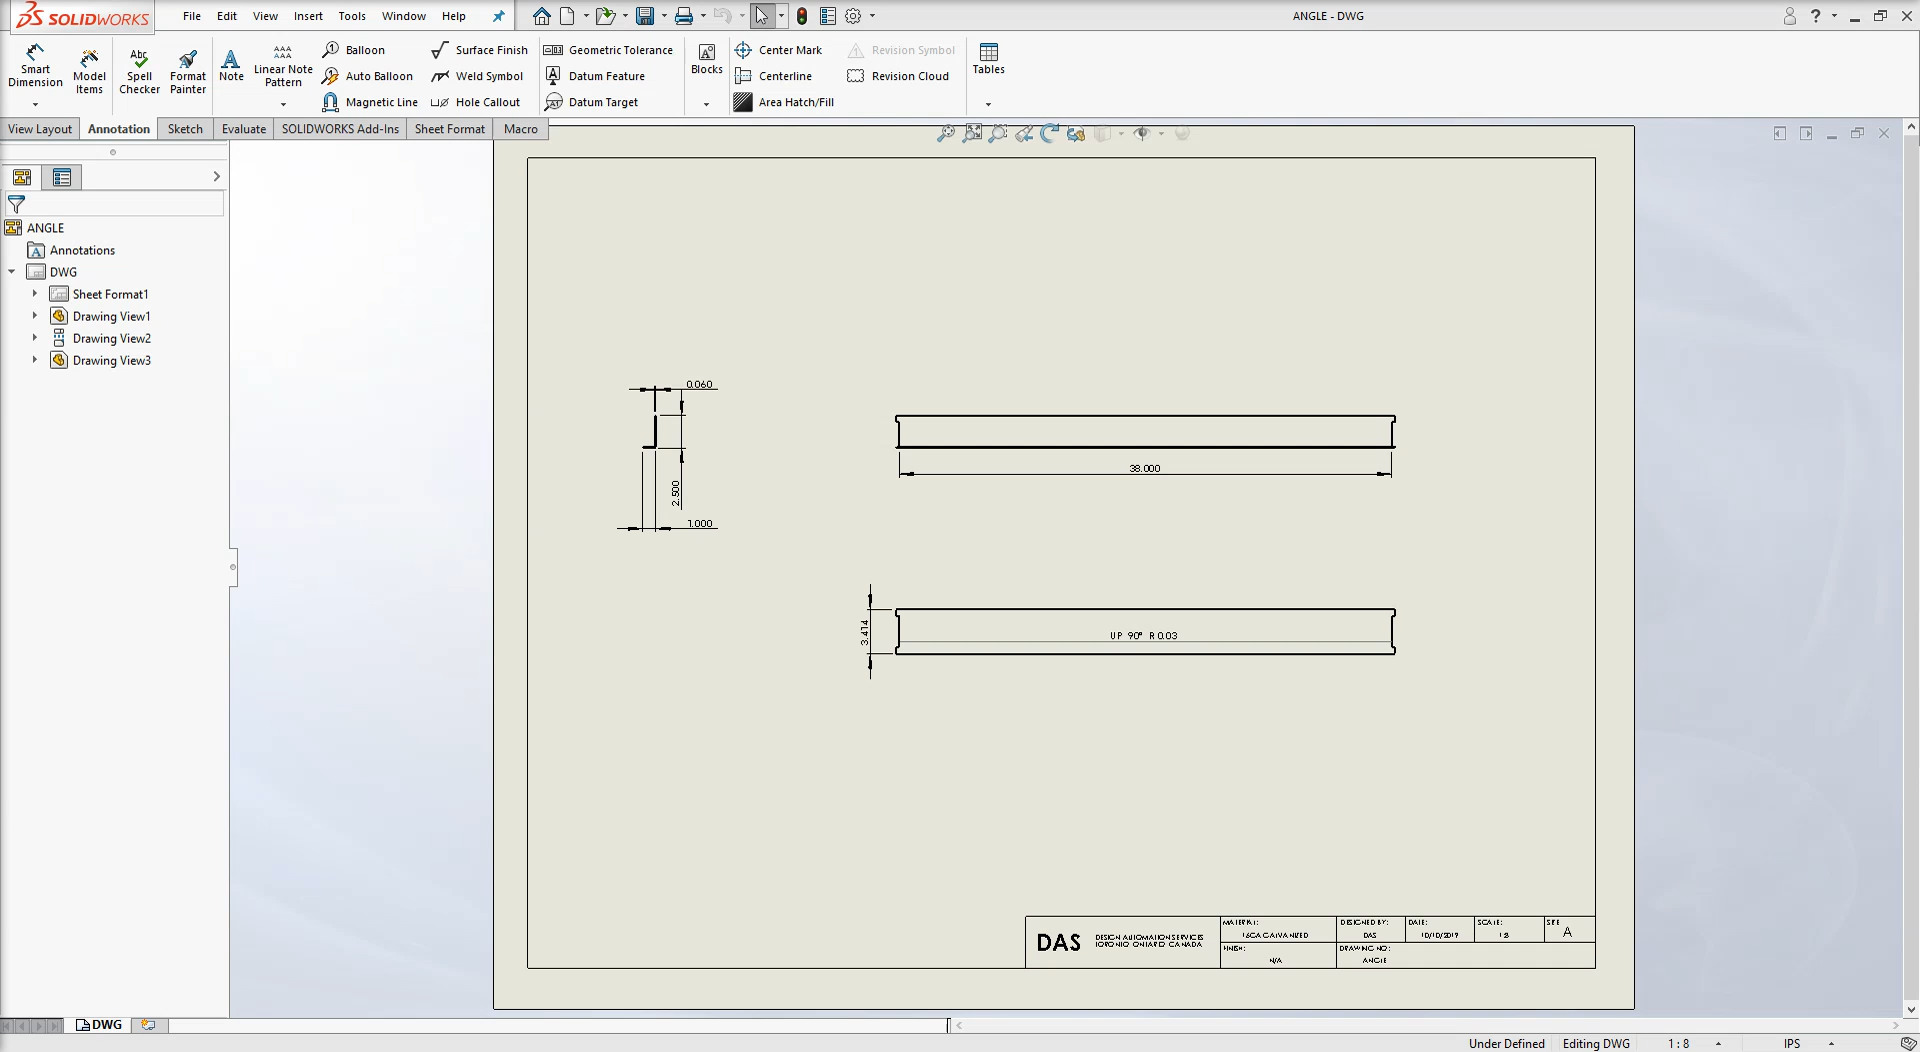 SOLIDWORKS
File Edit View Insert Tools Window Help
ANGLE - DWG
Smart Dimension
Model Items
Spell Checker
Format Painter
Note
Linear Note Pattern
Balloon
Auto Balloon
Magnetic Line
Surface Finish
Weld Symbol
Hole Callout
Geometric Tolerance
Datum Feature
Datum Target
Blocks
Center Mark
Centerline
Area Hatch/Fill
Revision Symbol
Revision Cloud
Tables
View Layout Annotation Sketch Evaluate SOLIDWORKS Add-Ins Sheet Format Macro
ANGLE
Annotations
DWG
Sheet Format1
Drawing View1
Drawing View2
Drawing View3
0.060
2.500
1.000
38.000
3.414
UP 90° R 0.03
DAS
DESIGN AUTOMATION SERVICES
TORONTO ONTARIO CANADA
MATERIAL:
16GA GALVANIZED
FINISH:
N/A
DESIGNED BY:
DAS
DATE:
10/10/2019
SCALE:
1:8
SIZE
A
DRAWING NO:
ANGLE
DWG
Under Defined Editing DWG 1 : 8 IPS